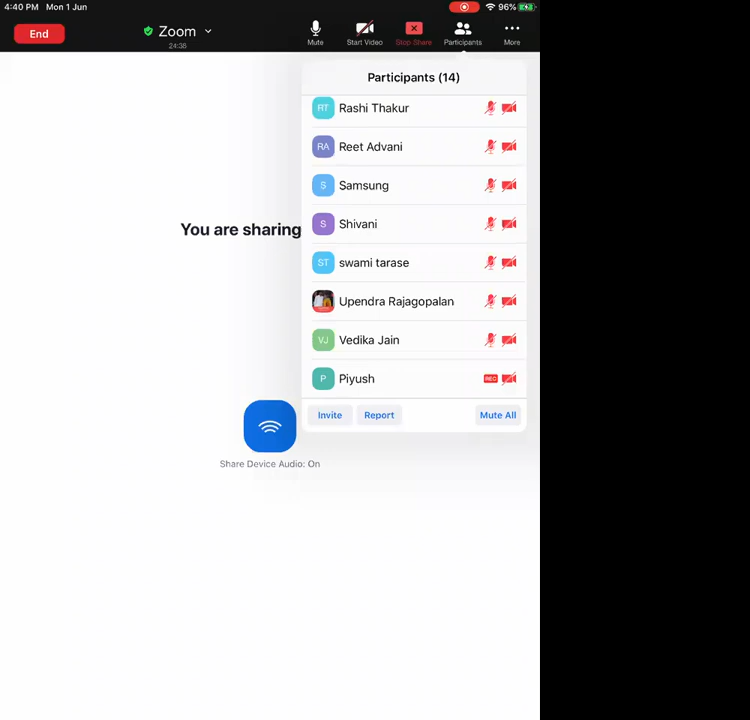 4:40 PM Mon 1 Jun
96%
End
Zoom
24:38
Mute
Start Video
Stop Share
Participants
More
Participants (14)
RT Rashi Thakur
RA Reet Advani
S Samsung
S Shivani
ST swami tarase
Upendra Rajagopalan
VJ Vedika Jain
P Piyush REC
Invite Report Mute All
You are sharing
Share Device Audio: On